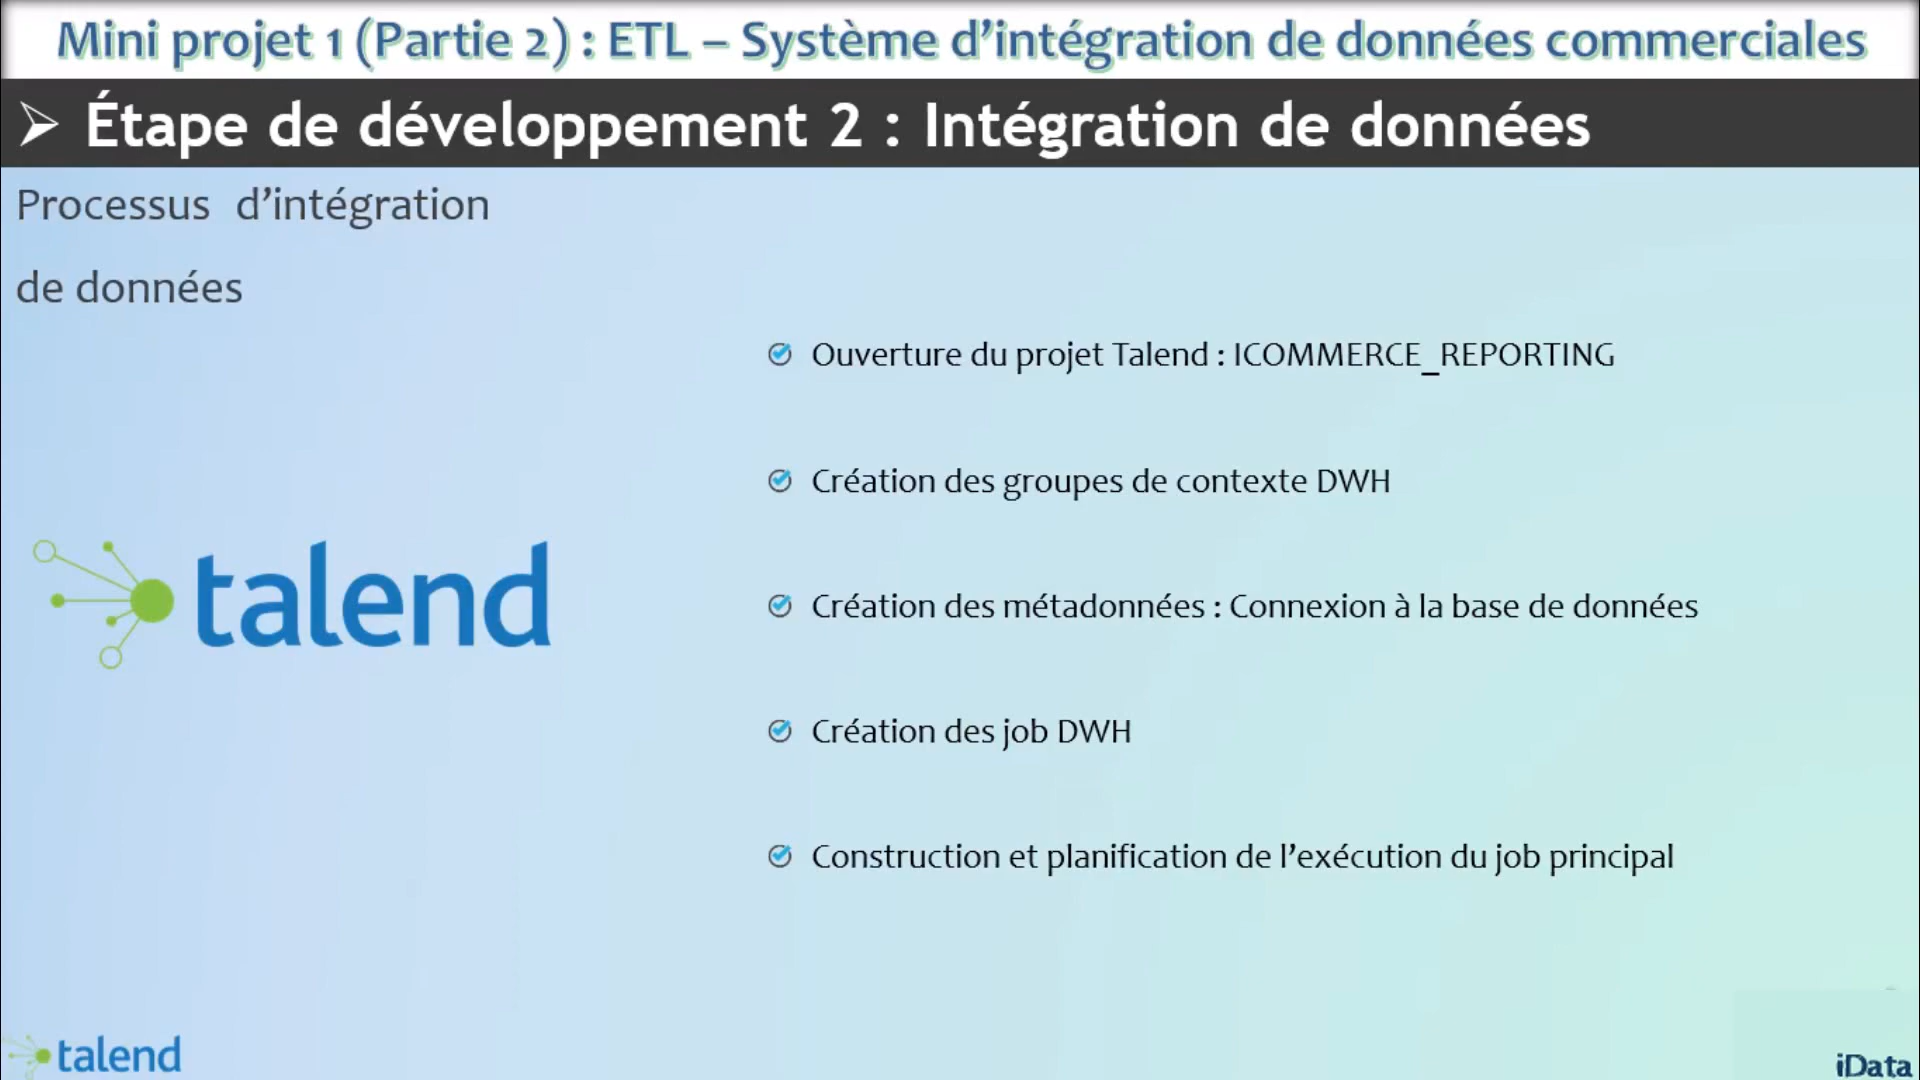 Mini projet 1 (Partie 2) : ETL – Système d’intégration de données commerciales
Étape de développement 2 : Intégration de données
Processus d’intégration
de données
Ouverture du projet Talend : ICOMMERCE_REPORTING
Création des groupes de contexte DWH
talend
Création des métadonnées : Connexion à la base de données
Création des job DWH
Construction et planification de l’exécution du job principal
talend
iData